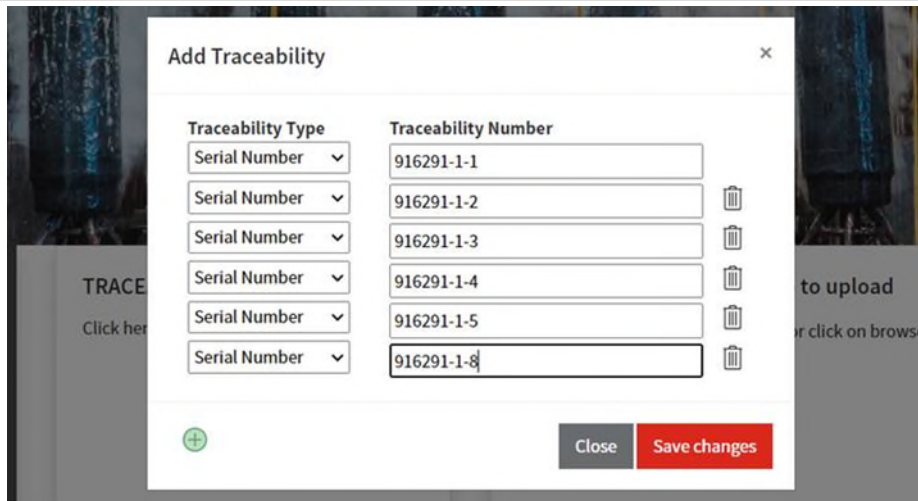 Add Traceability ×
Traceability Type Traceability Number
Serial Number 916291-1-1
Serial Number 916291-1-2
Serial Number 916291-1-3
Serial Number 916291-1-4
Serial Number 916291-1-5
Serial Number 916291-1-8
TRACE
to upload
Click her
or click on brows
Close Save changes